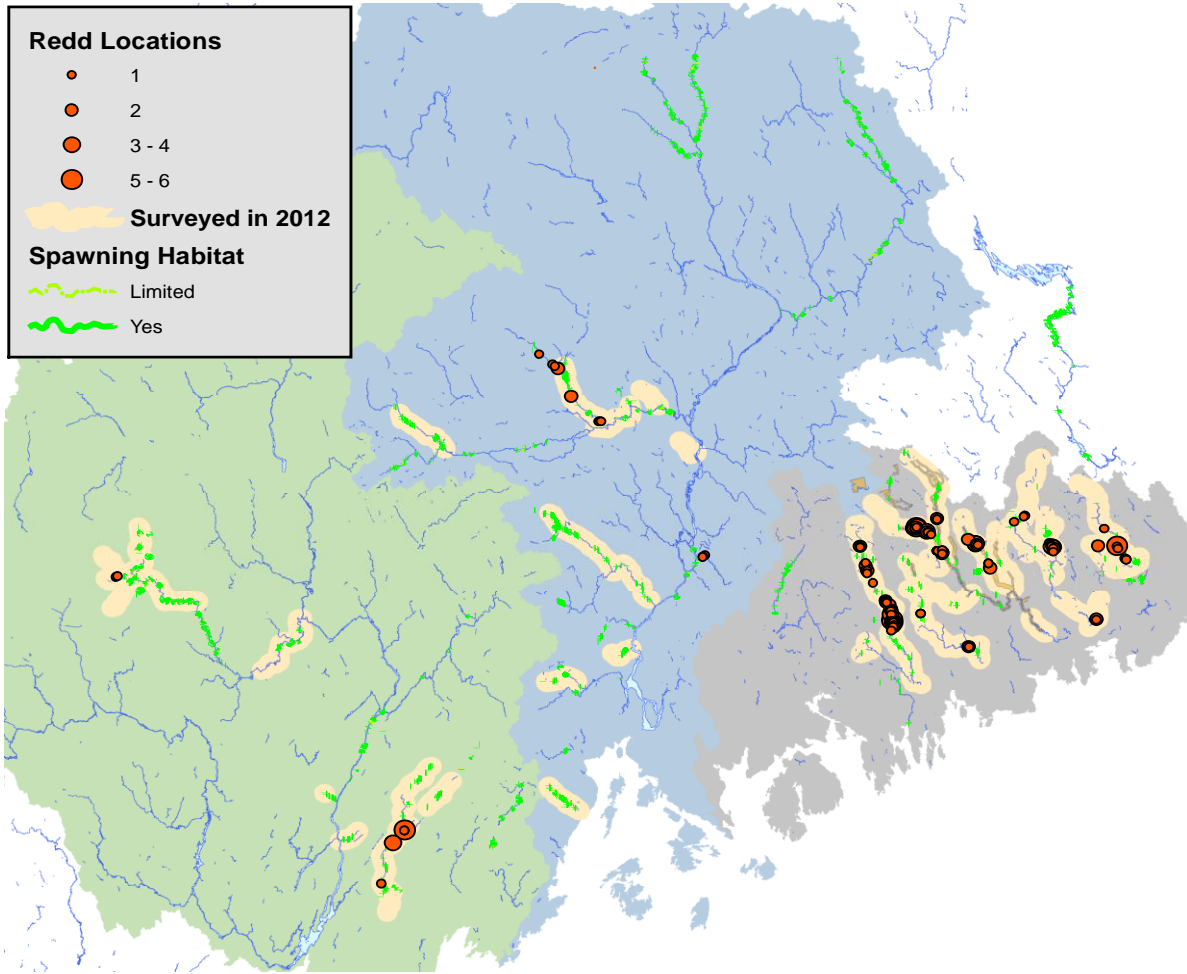 Redd Locations
1
2
3 - 4
5 - 6
Surveyed in 2012
Spawning Habitat
Limited
Yes